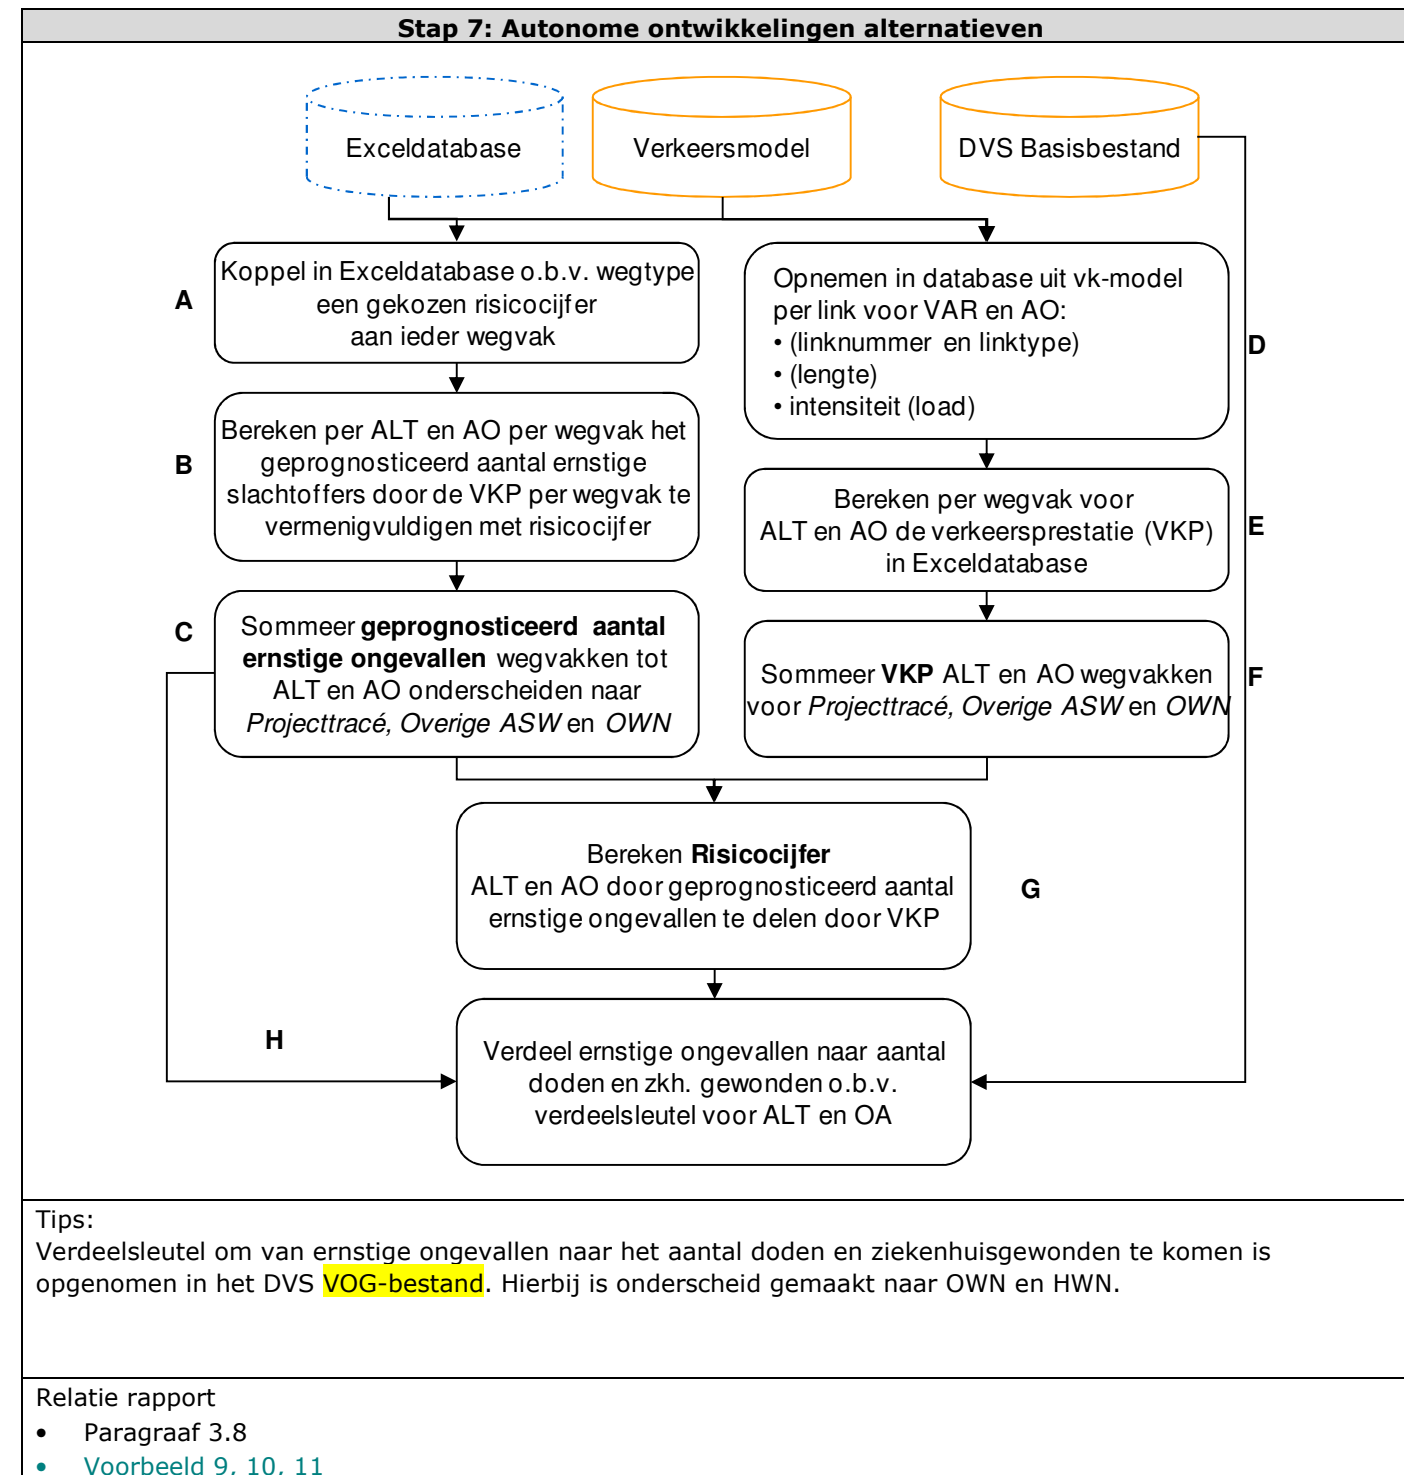 Stap 7: Autonome ontwikkelingen alternatieven
Exceldatabase
Verkeersmodel
DVS Basisbestand
A
Koppel in Exceldatabase o.b.v. wegtype
een gekozen risicocijfer
aan ieder wegvak
B
Bereken per ALT en AO per wegvak het
geprognosticeerd aantal ernstige
slachtoffers door de VKP per wegvak te
vermenigvuldigen met risicocijfer
C
Sommeer geprognosticeerd aantal
ernstige ongevallen wegvakken tot
ALT en AO onderscheiden naar
Projecttracé, Overige ASW en OWN
Opnemen in database uit vk-model
per link voor VAR en AO:
• (linknummer en linktype)
• (lengte)
• intensiteit (load)
D
Bereken per wegvak voor
ALT en AO de verkeersprestatie (VKP)
in Exceldatabase
E
Sommeer VKP ALT en AO wegvakken
voor Projecttracé, Overige ASW en OWN
F
Bereken Risicocijfer
ALT en AO door geprognosticeerd aantal
ernstige ongevallen te delen door VKP
G
H
Verdeel ernstige ongevallen naar aantal
doden en zkh. gewonden o.b.v.
verdeelsleutel voor ALT en OA
Tips:
Verdeelsleutel om van ernstige ongevallen naar het aantal doden en ziekenhuisgewonden te komen is
opgenomen in het DVS VOG-bestand. Hierbij is onderscheid gemaakt naar OWN en HWN.
Relatie rapport
• Paragraaf 3.8
• Voorbeeld 9, 10, 11